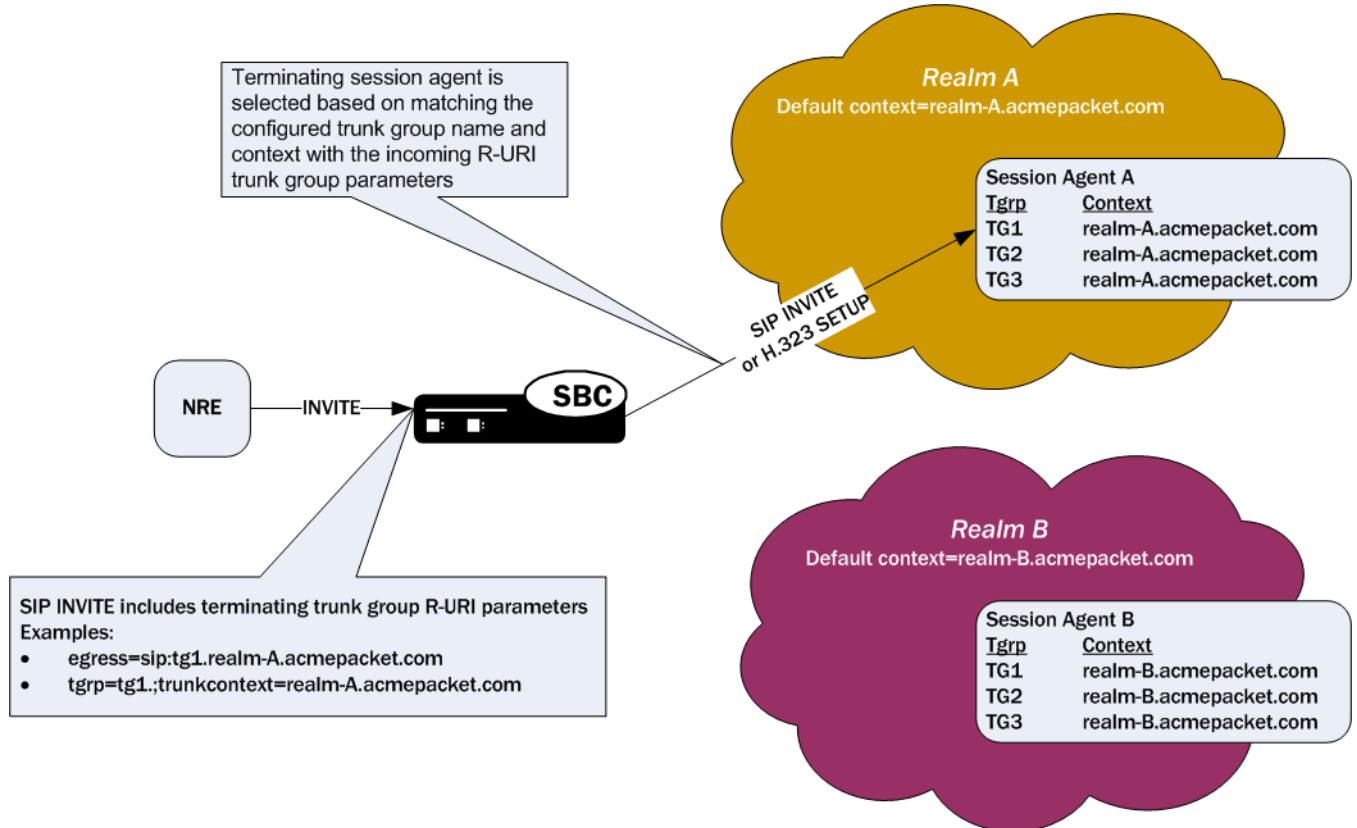 Terminating session agent is
selected based on matching the
configured trunk group name and
context with the incoming R-URI
trunk group parameters
Realm A
Default context=realm-A.acmepacket.com
Session Agent A
Tgrp Context
TG1 realm-A.acmepacket.com
TG2 realm-A.acmepacket.com
TG3 realm-A.acmepacket.com
SIP INVITE
or H.323 SETUP
NRE
INVITE
SBC
Realm B
Default context=realm-B.acmepacket.com
Session Agent B
Tgrp Context
TG1 realm-B.acmepacket.com
TG2 realm-B.acmepacket.com
TG3 realm-B.acmepacket.com
SIP INVITE includes terminating trunk group R-URI parameters
Examples:
• egress=sip:tg1.realm-A.acmepacket.com
• tgrp=tg1.;trunkcontext=realm-A.acmepacket.com